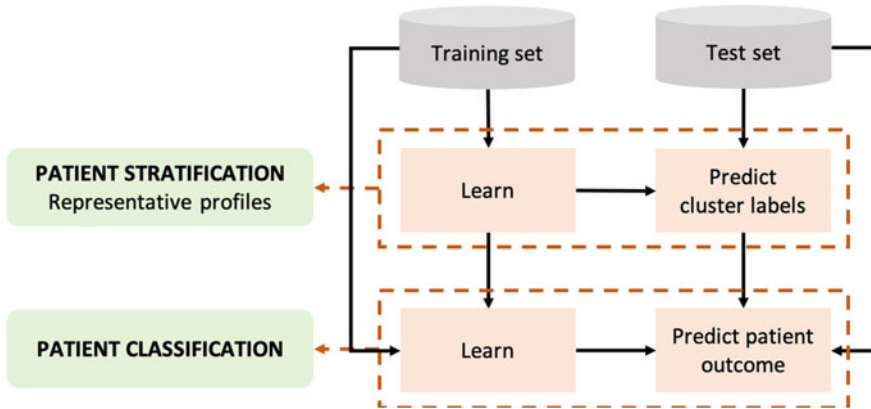 Training set
Test set
PATIENT STRATIFICATION
Representative profiles
Learn
Predict
cluster labels
PATIENT CLASSIFICATION
Learn
Predict patient
outcome